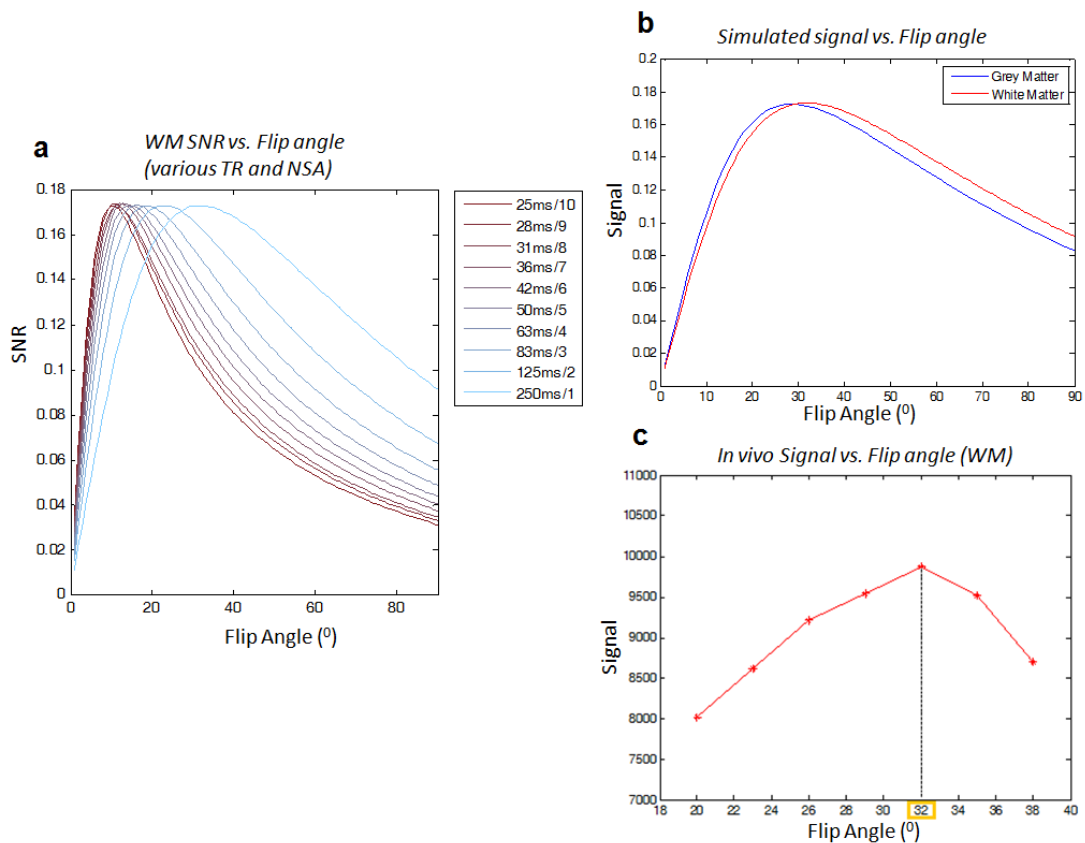 a
WM SNR vs. Flip angle
(various TR and NSA)
0.18
0.16
0.14
0.12
0.1
0.08
0.06
0.04
0.02
0
SNR
0 20 40 60 80
Flip Angle (⁰)
25ms/10
28ms/9
31ms/8
36ms/7
42ms/6
50ms/5
63ms/4
83ms/3
125ms/2
250ms/1
b
Simulated signal vs. Flip angle
0.2
0.18
0.16
0.14
0.12
0.1
0.08
0.06
0.04
0.02
0
Signal
Grey Matter
White Matter
0 10 20 30 40 50 60 70 80 90
Flip Angle (⁰)
c
In vivo Signal vs. Flip angle (WM)
11000
10500
10000
9500
9000
8500
8000
7500
7000
Signal
18 20 22 24 26 28 30 32 34 36 38 40
Flip Angle (⁰)